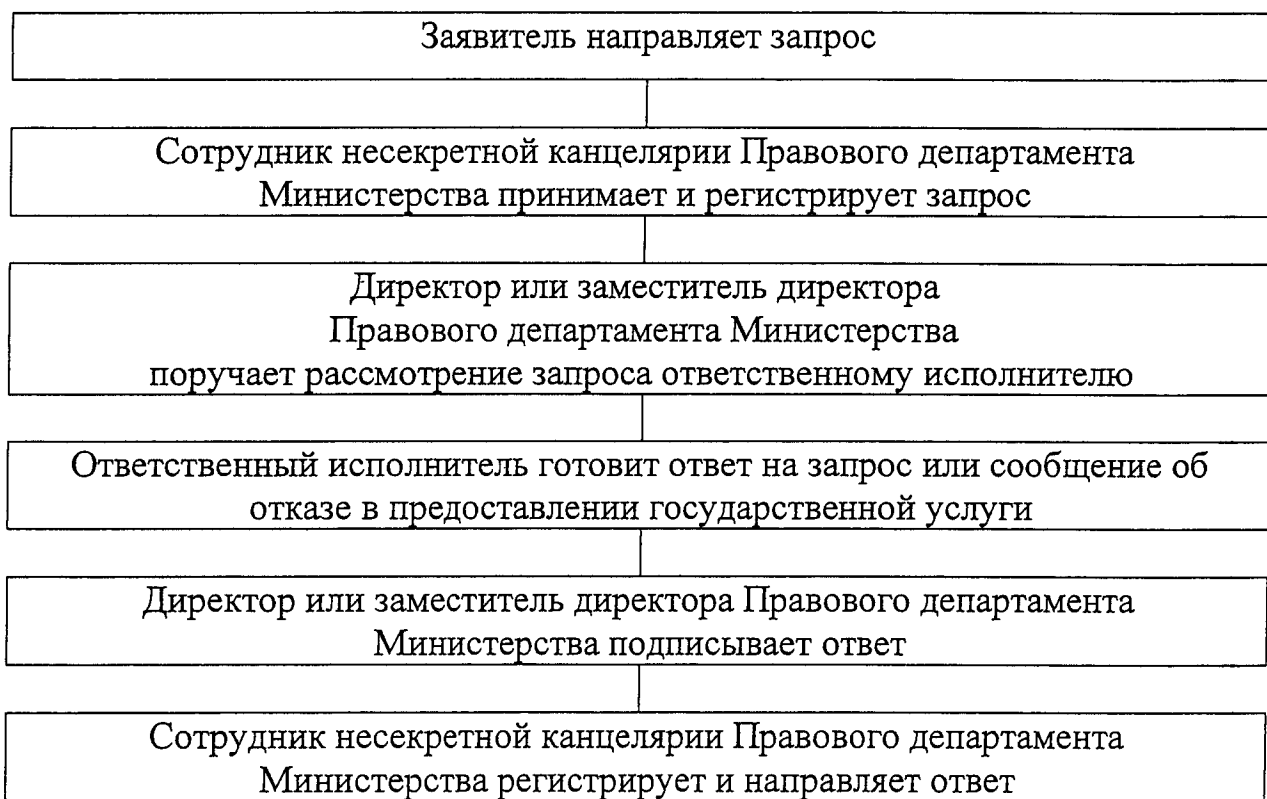 Заявитель направляет запрос
Сотрудник несекретной канцелярии Правового департамента
Министерства принимает и регистрирует запрос
Директор или заместитель директора
Правового департамента Министерства
поручает рассмотрение запроса ответственному исполнителю
Ответственный исполнитель готовит ответ на запрос или сообщение об
отказе в предоставлении государственной услуги
Директор или заместитель директора Правового департамента
Министерства подписывает ответ
Сотрудник несекретной канцелярии Правового департамента
Министерства регистрирует и направляет ответ